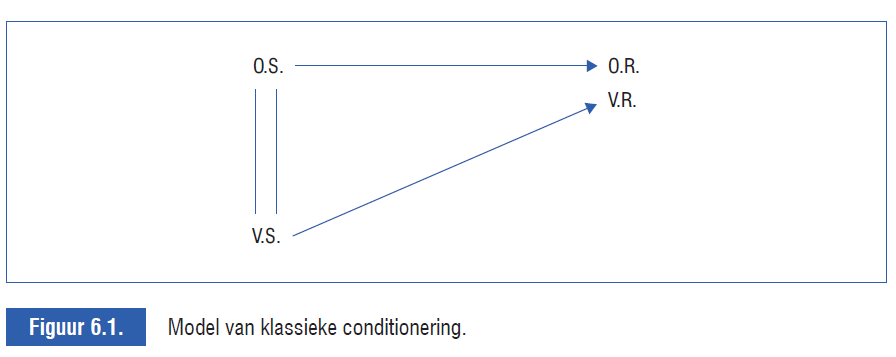 O.S. O.R.
V.R.
V.S.
Figuur 6.1. Model van klassieke conditionering.